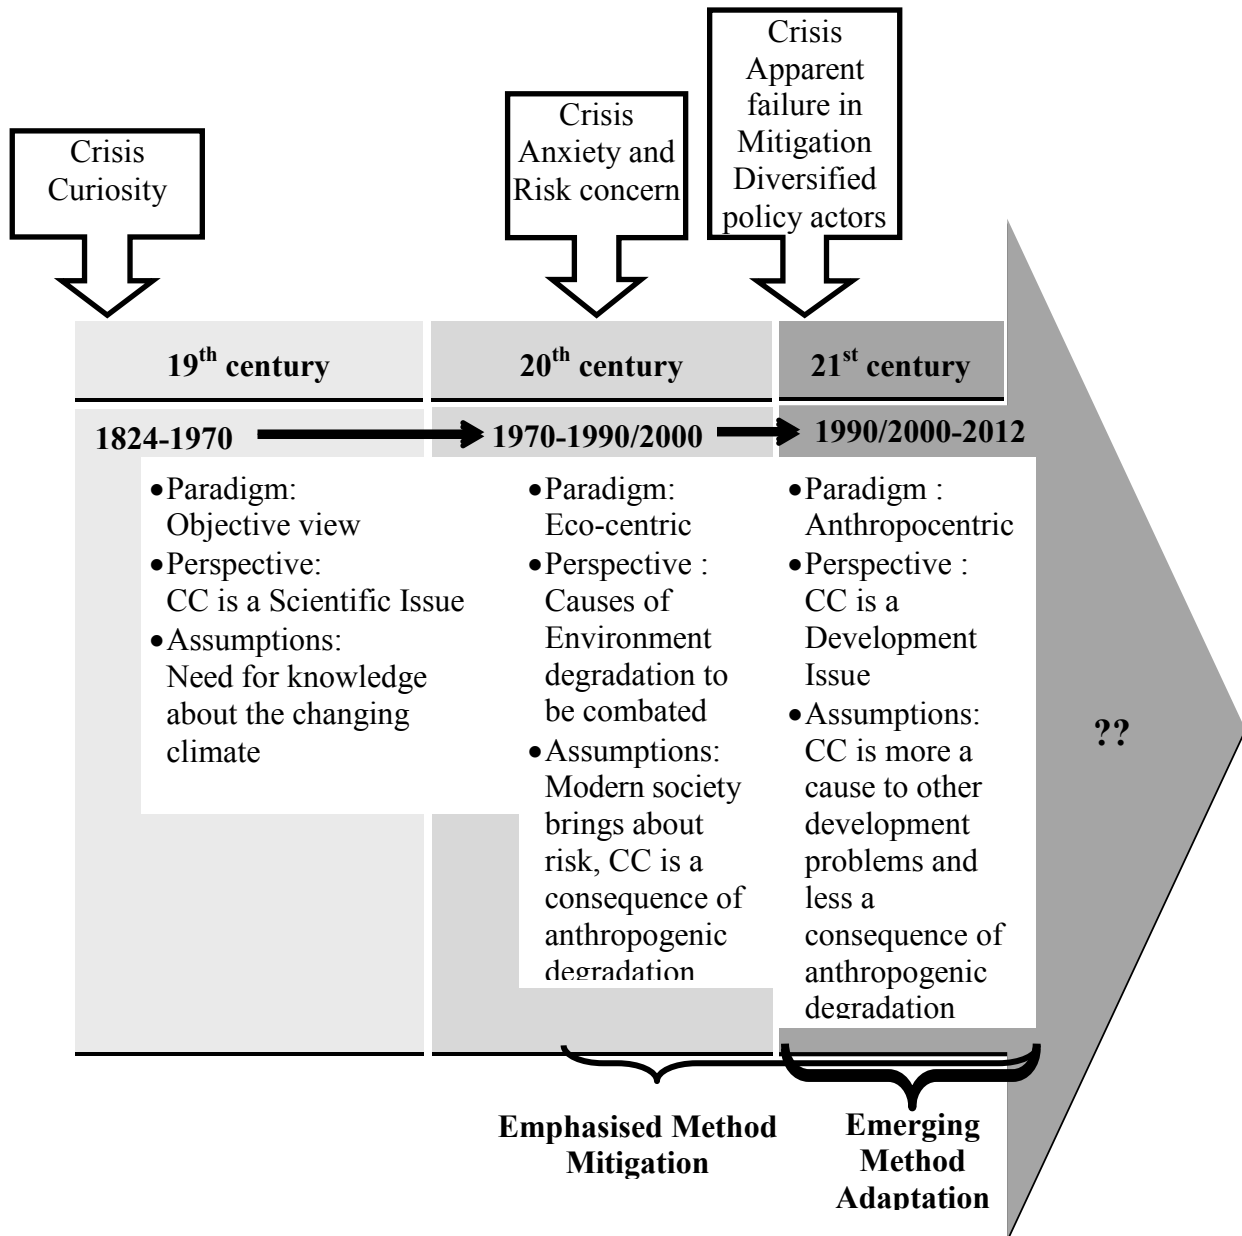 Crisis
Curiosity
Crisis
Anxiety and
Risk concern
Crisis
Apparent
failure in
Mitigation
Diversified
policy actors
19th century
20th century
21st century
1824-1970
1970-1990/2000
1990/2000-2012
•Paradigm:
Objective view
•Perspective:
CC is a Scientific Issue
•Assumptions:
Need for knowledge
about the changing
climate
•Paradigm:
Eco-centric
•Perspective :
Causes of
Environment
degradation to
be combated
•Assumptions:
Modern society
brings about
risk, CC is a
consequence of
anthropogenic
degradation
•Paradigm :
Anthropocentric
•Perspective :
CC is a
Development
Issue
•Assumptions:
CC is more a
cause to other
development
problems and
less a
consequence of
anthropogenic
degradation
??
Emphasised Method
Mitigation
Emerging
Method
Adaptation